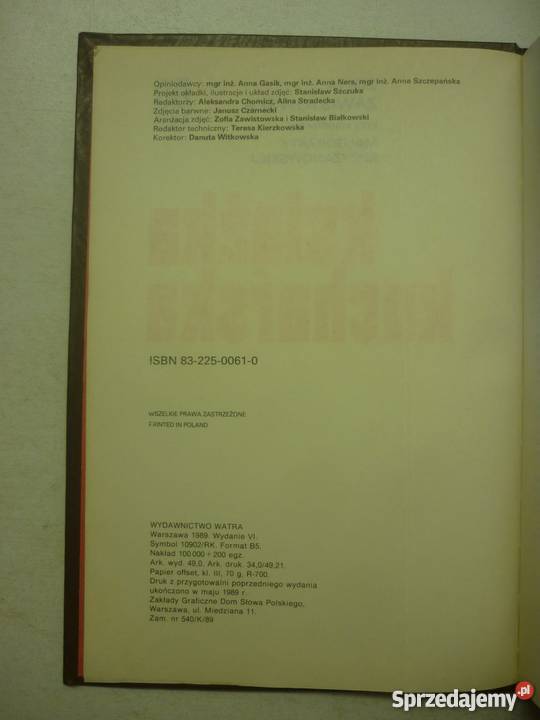 Opiniodawcy: mgr inż. Anna Gasik, mgr inż. Anna Nera, mgr inż. Anna Szczepańska
Projekt okładki, ilustracje i układ zdjęć: Stanisław Szczuka
Redaktorzy: Aleksandra Chomicz, Alina Stradecka
Zdjęcia barwne: Janusz Czarnecki
Aranżacja zdjęć: Zofia Zawistowska i Stanisław Białkowski
Redaktor techniczny: Teresa Kierzkowska
Korektor: Danuta Witkowska
książka
kucharska
ISBN 83-225-0061-0
WSZELKIE PRAWA ZASTRZEŻONE
PRINTED IN POLAND
WYDAWNICTWO WATRA
Warszawa 1989. Wydanie VI.
Symbol 10902/RK. Format B5.
Nakład 100 000 + 200 egz.
Ark. wyd. 49,0. Ark. druk. 34,0/49,21.
Papier offset, kl. III, 70 g, R-700.
Druk z przygotowalni poprzedniego wydania
ukończono w maju 1989 r.
Zakłady Graficzne Dom Słowa Polskiego,
Warszawa, ul. Miedziana 11.
Zam. nr 540/K/89
Sprzedajemy.pl